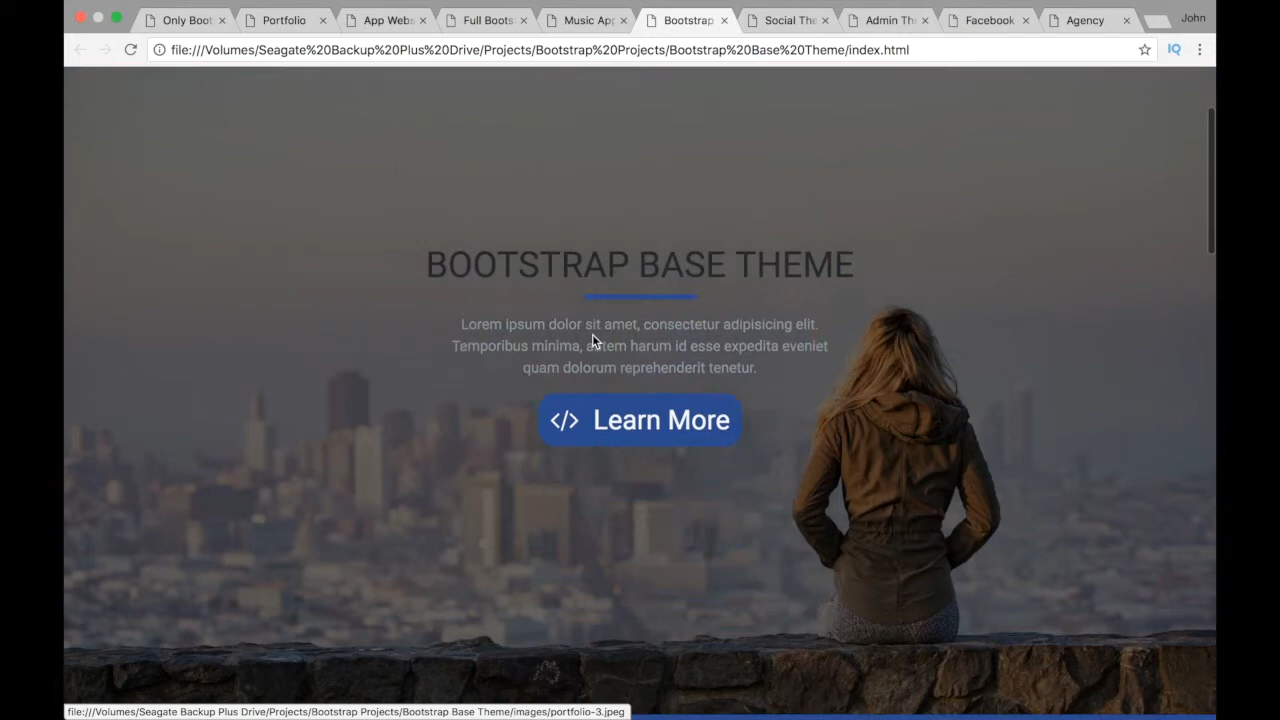 Only Boot
Portfolio
App Webs
Full Boots
Music App
Bootstrap
Social The
Admin Th
Facebook
Agency
John
file:///Volumes/Seagate%20Backup%20Plus%20Drive/Projects/Bootstrap%20Projects/Bootstrap%20Base%20Theme/index.html
IQ
BOOTSTRAP BASE THEME
Lorem ipsum dolor sit amet, consectetur adipisicing elit.
Temporibus minima, autem harum id esse expedita eveniet
quam dolorum reprehenderit tenetur.
</> Learn More
file:///Volumes/Seagate Backup Plus Drive/Projects/Bootstrap Projects/Bootstrap Base Theme/images/portfolio-3.jpeg